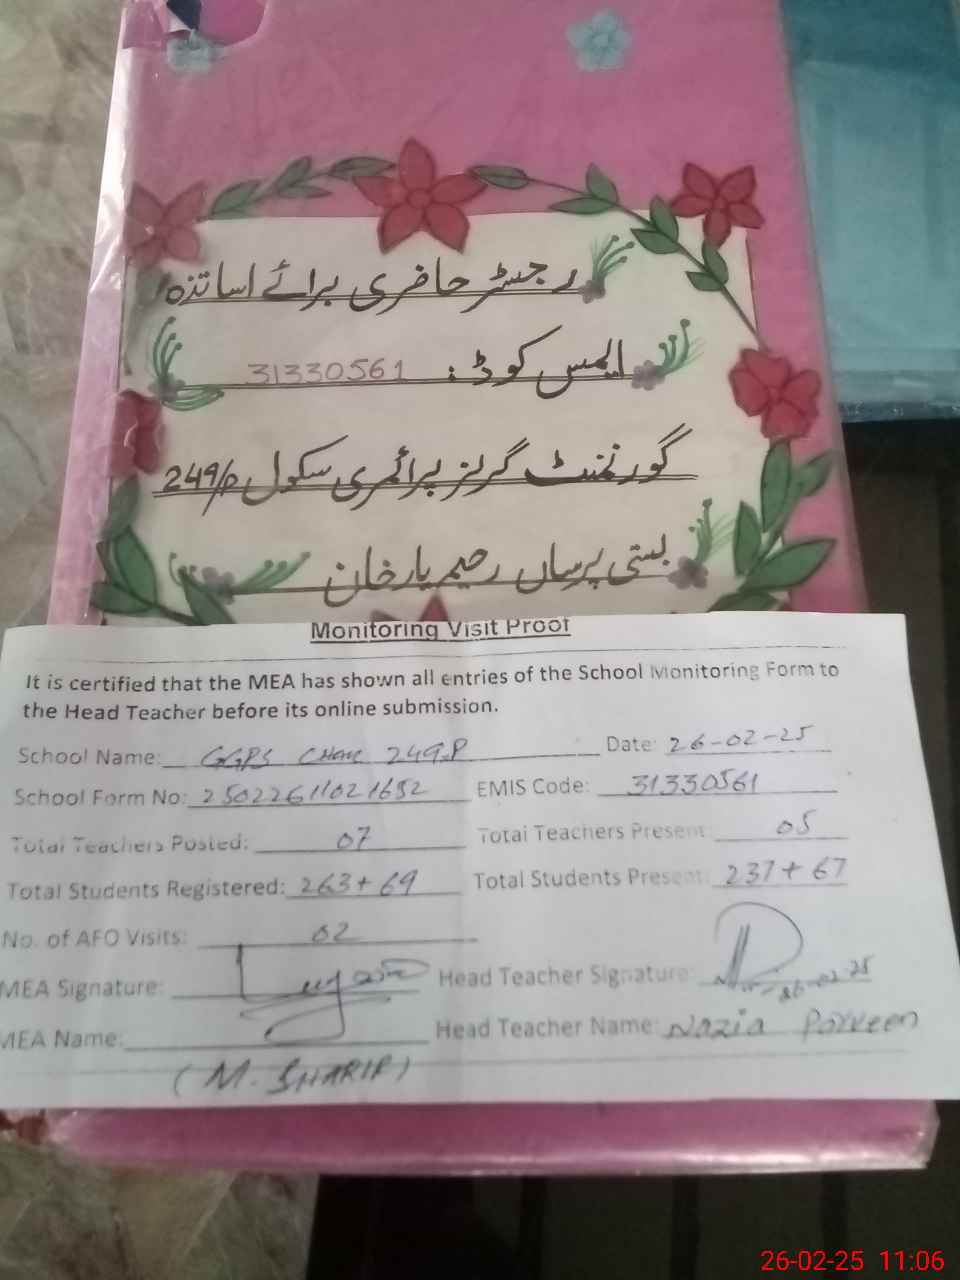 رجسٹر حاضری برائے اساتذہ
ایمس کوڈ : 31330561
گورنمنٹ گرلز پرائمری سکول 249/P
بستی پرساں رحیم یار خان
Monitoring Visit Proof
It is certified that the MEA has shown all entries of the School Monitoring Form to
the Head Teacher before its online submission.
School Name: GGPS CHAK 249.P Date: 26-02-25
School Form No: 25022611021652 EMIS Code: 31330561
Total Teachers Posted: 07 Total Teachers Present: 05
Total Students Registered: 263+69 Total Students Present: 237+67
No. of AFO Visits: 02
MEA Signature: Head Teacher Signature: 26-02-25
MEA Name: Head Teacher Name: Nazia Parveen
(M. SHARIF)
26-02-25 11:06